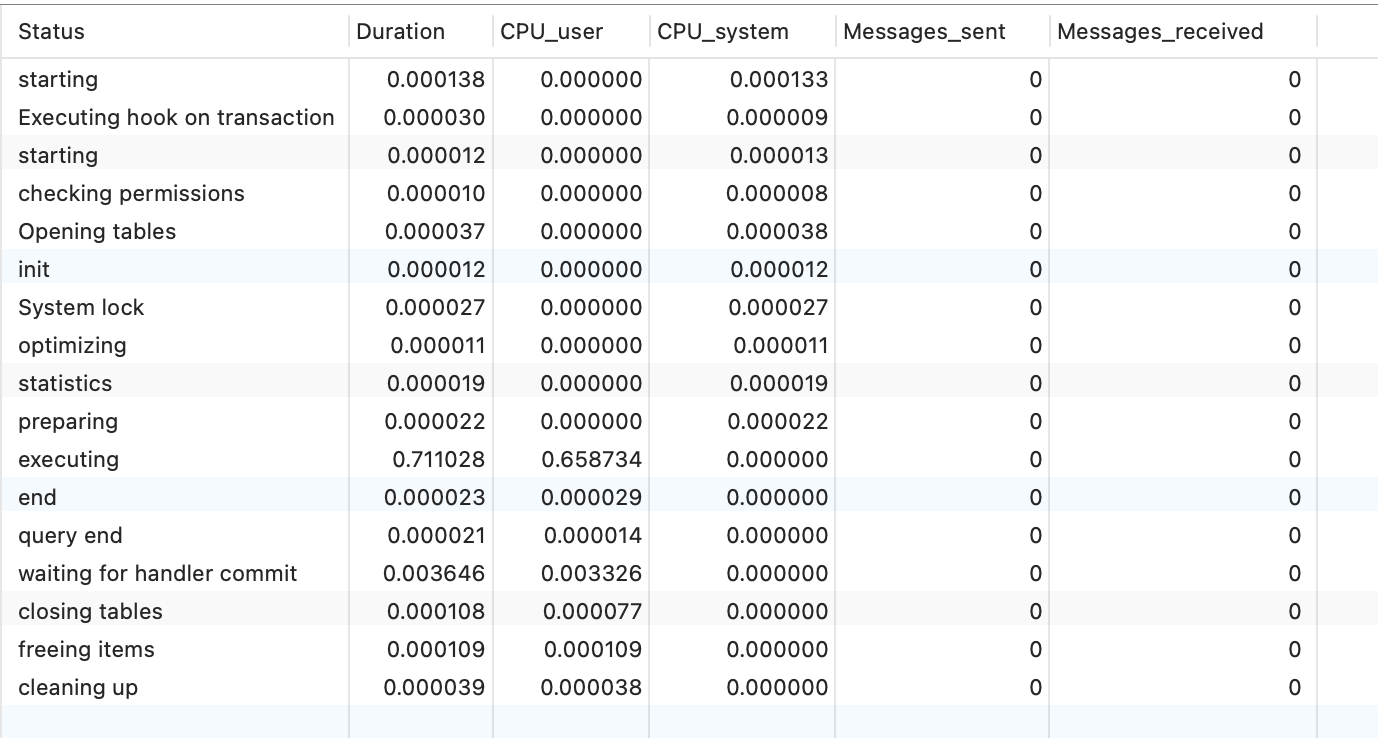 Status Duration CPU_user CPU_system Messages_sent Messages_received
starting 0.000138 0.000000 0.000133 0 0
Executing hook on transaction 0.000030 0.000000 0.000009 0 0
starting 0.000012 0.000000 0.000013 0 0
checking permissions 0.000010 0.000000 0.000008 0 0
Opening tables 0.000037 0.000000 0.000038 0 0
init 0.000012 0.000000 0.000012 0 0
System lock 0.000027 0.000000 0.000027 0 0
optimizing 0.000011 0.000000 0.000011 0 0
statistics 0.000019 0.000000 0.000019 0 0
preparing 0.000022 0.000000 0.000022 0 0
executing 0.711028 0.658734 0.000000 0 0
end 0.000023 0.000029 0.000000 0 0
query end 0.000021 0.000014 0.000000 0 0
waiting for handler commit 0.003646 0.003326 0.000000 0 0
closing tables 0.000108 0.000077 0.000000 0 0
freeing items 0.000109 0.000109 0.000000 0 0
cleaning up 0.000039 0.000038 0.000000 0 0